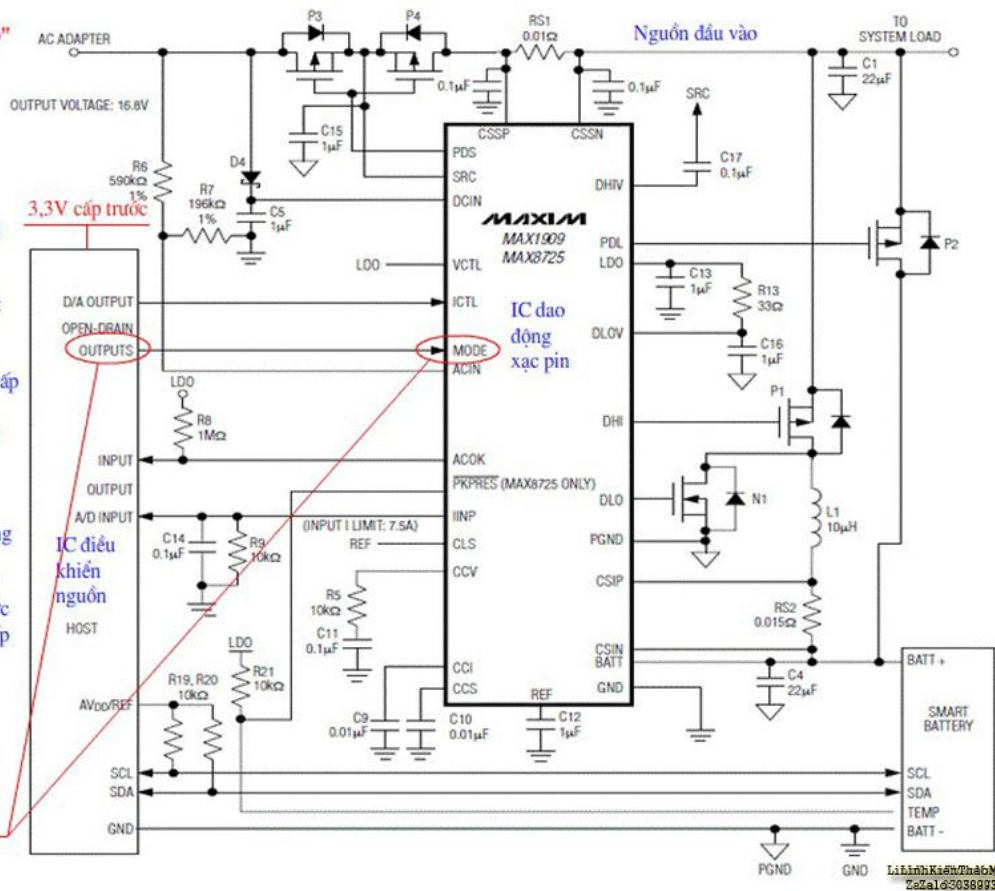 "
P3
P4
RS1
0.01Ω
Nguồn đầu vào
TO
SYSTEM LOAD
AC ADAPTER
0.1µF
0.1µF
C1
22µF
OUTPUT VOLTAGE: 16.8V
SRC
C15
1µF
CSSP
CSSN
PDS
SRC
DCIN
C17
0.1µF
DHIV
R6
590kΩ
1%
D4
R7
196kΩ
1%
C5
1µF
3,3V cấp trước
MAXIM
MAX1909
MAX8725
PDL
P2
LDO
VCTL
LDO
C13
1µF
R13
33Ω
D/A OUTPUT
ICTL
IC dao
động
xạc pin
OPEN-DRAIN
OUTPUTS
MODE
ACIN
DLOV
C16
1µF
ấp
LDO
R8
1MΩ
P1
DHI
INPUT
ACOK
OUTPUT
PKPRES (MAX8725 ONLY)
DLO
N1
L1
10µH
A/D INPUT
IINP
(INPUT I LIMIT: 7.5A)
PGND
ng
C14
0.1µF
R9
10kΩ
REF
CLS
IC điều
khiển
nguồn
CCV
CSIP
R5
10kΩ
RS2
0.015Ω
HOST
C11
0.1µF
LDO
CSIN
BATT
BATT +
R19, R20
10kΩ
R21
10kΩ
CCI
CCS
GND
C4
22µF
REF
AVDD/REF
C9
0.01µF
C10
0.01µF
C12
1µF
SMART
BATTERY
SCL
SCL
SDA
SDA
TEMP
GND
BATT -
PGND
GND